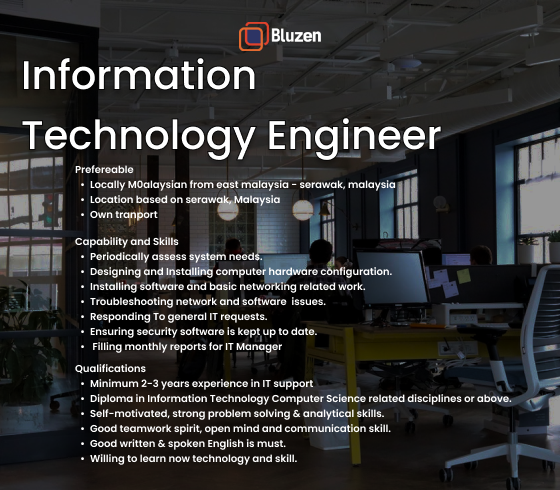 Bluzen
Information
Technology Engineer
Prefereable
• Locally M0alaysian from east malaysia - serawak, malaysia
• Location based on serawak, Malaysia
• Own tranport
Capability and Skills
• Periodically assess system needs.
• Designing and Installing computer hardware configuration.
• Installing software and basic networking related work.
• Troubleshooting network and software issues.
• Responding To general IT requests.
• Ensuring security software is kept up to date.
• Filling monthly reports for IT Manager
Qualifications
• Minimum 2-3 years experience in IT support
• Diploma in Information Technology Computer Science related disciplines or above.
• Self-motivated, strong problem solving & analytical skills.
• Good teamwork spirit, open mind and communication skill.
• Good written & spoken English is must.
• Willing to learn now technology and skill.